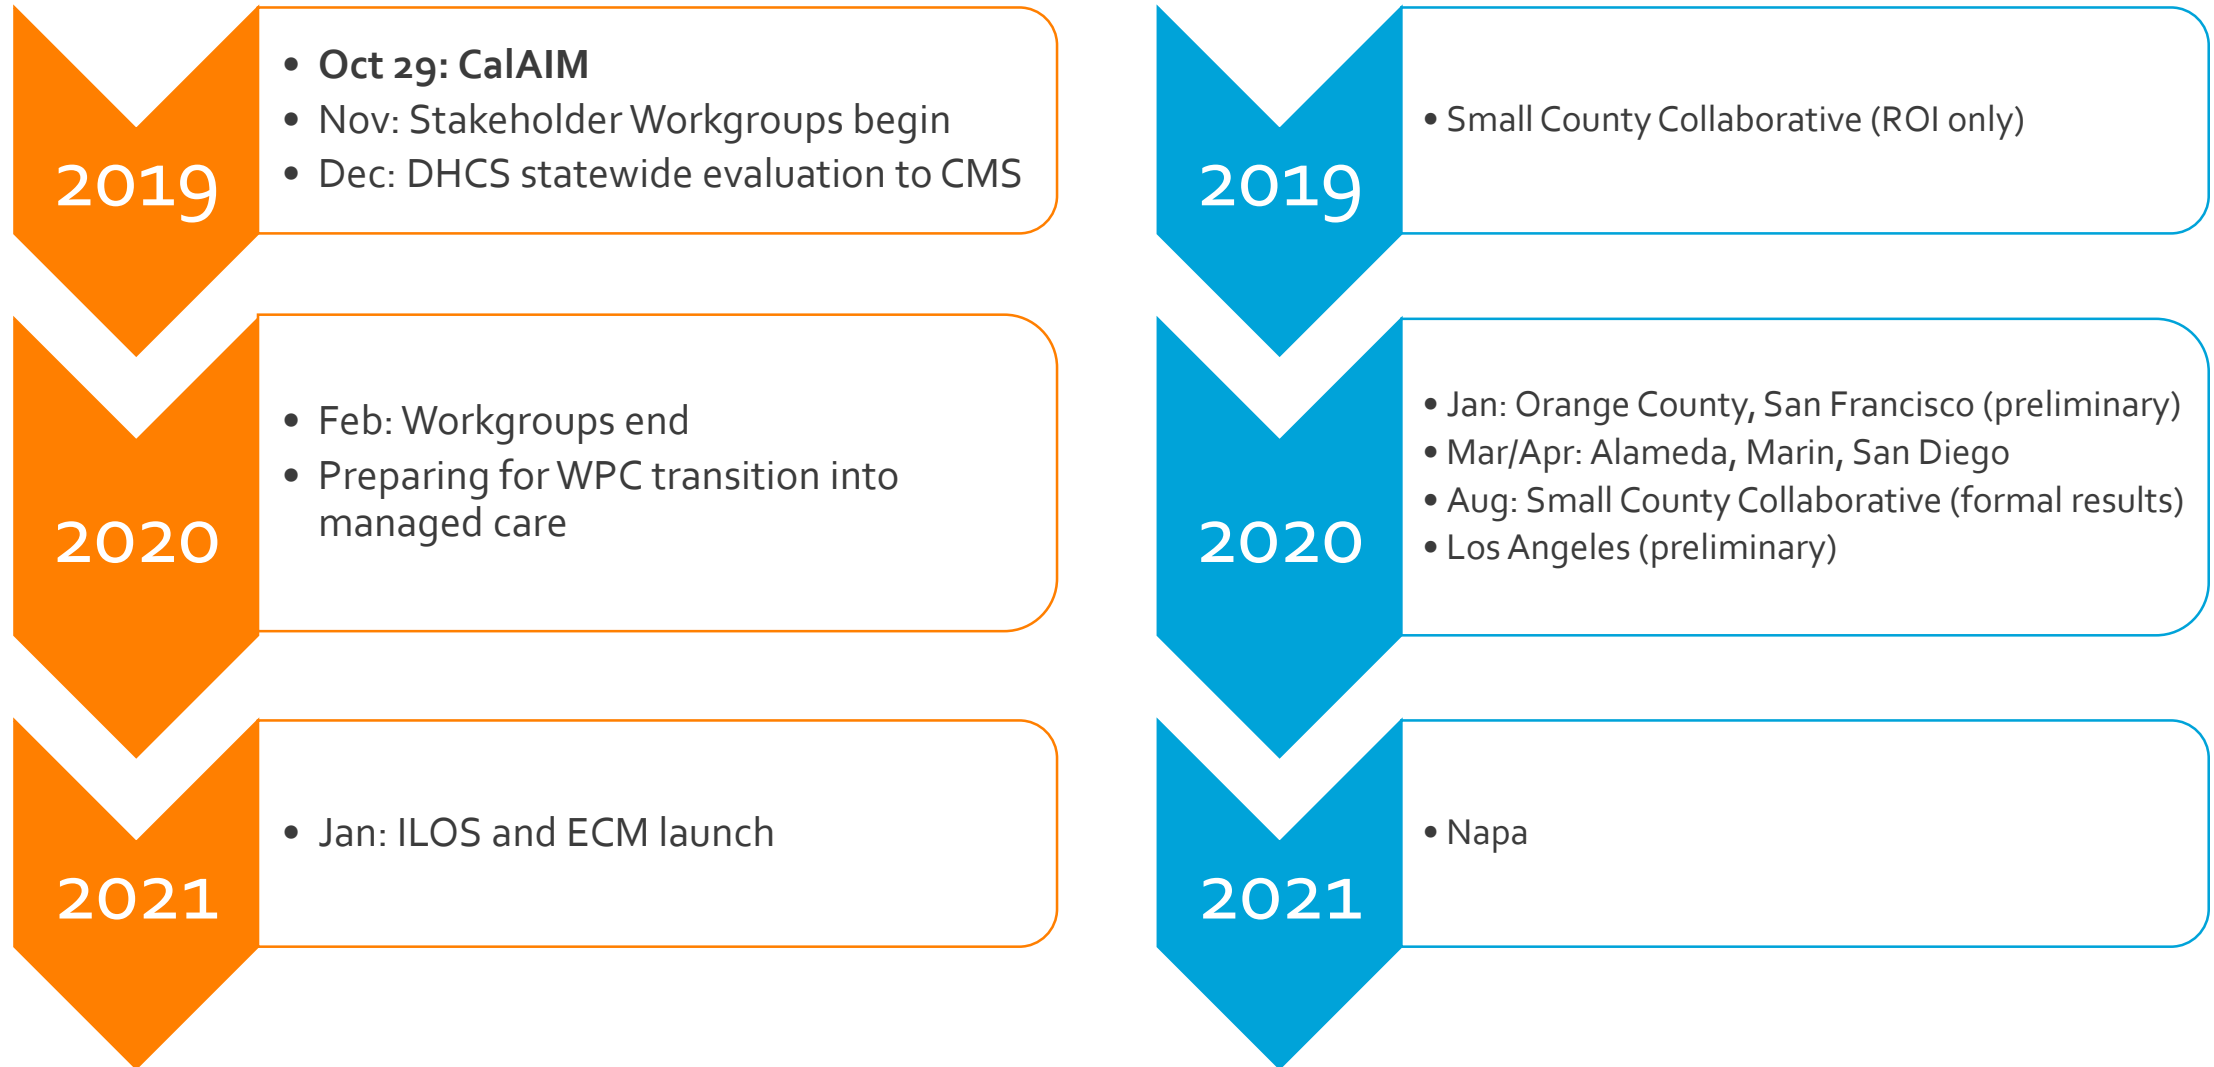 2019
• Oct 29: CalAIM
• Nov: Stakeholder Workgroups begin
• Dec: DHCS statewide evaluation to CMS
2020
• Feb: Workgroups end
• Preparing for WPC transition into
managed care
2021
• Jan: ILOS and ECM launch
2019
• Small County Collaborative (ROI only)
2020
• Jan: Orange County, San Francisco (preliminary)
• Mar/Apr: Alameda, Marin, San Diego
• Aug: Small County Collaborative (formal results)
• Los Angeles (preliminary)
2021
• Napa